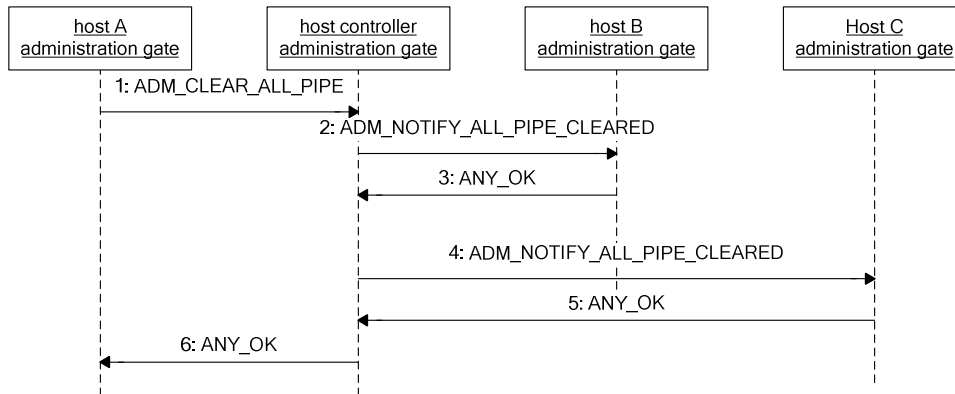 host A
administration gate
host controller
administration gate
host B
administration gate
Host C
administration gate
1: ADM_CLEAR_ALL_PIPE
2: ADM_NOTIFY_ALL_PIPE_CLEARED
3: ANY_OK
4: ADM_NOTIFY_ALL_PIPE_CLEARED
5: ANY_OK
6: ANY_OK